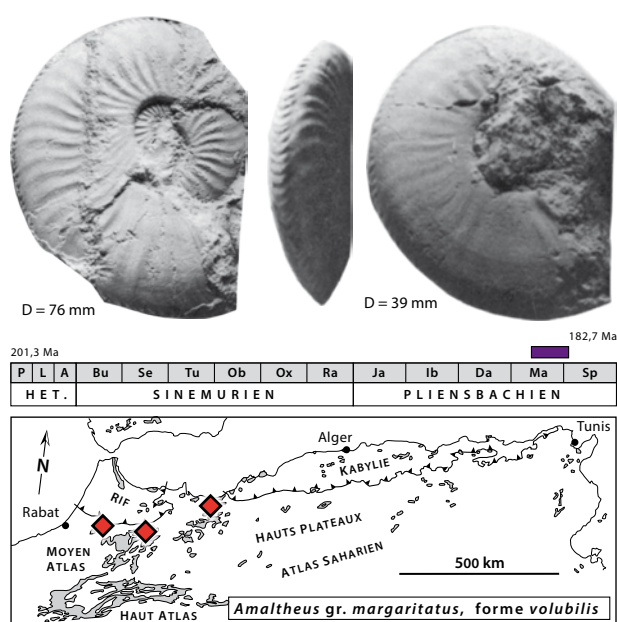 D = 76 mm
D = 39 mm
182,7 Ma
201,3 Ma
P L A Bu Se Tu Ob Ox Ra Ja Ib Da Ma Sp
HET. SINEMURIEN PLIENSBACHIEN
Tunis
Alger
N
KABYLIE
RIF
Rabat
HAUTS PLATEAUX
MOYEN
ATLAS
ATLAS SAHARIEN
500 km
HAUT ATLAS
Amaltheus gr. margaritatus, forme volubilis